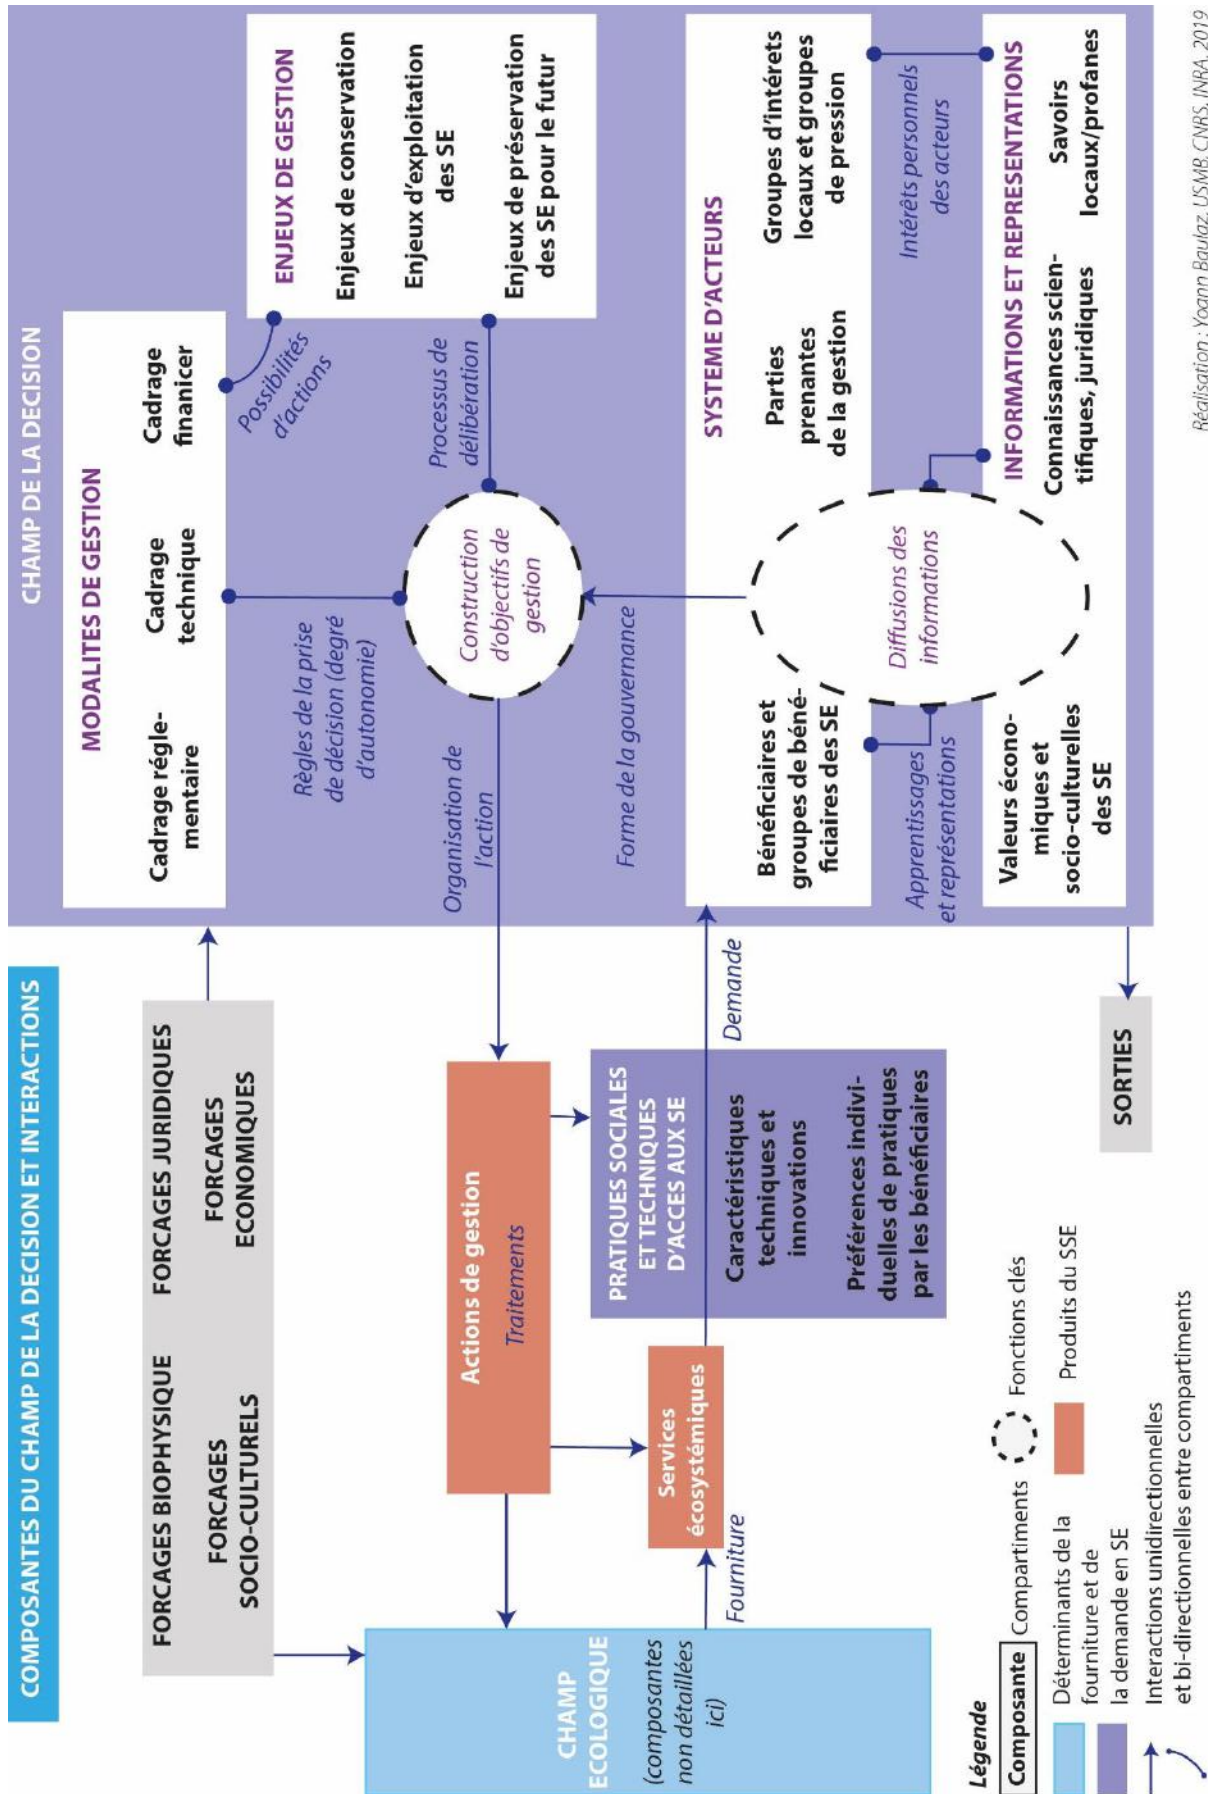 COMPOSANTES DU CHAMP DE LA DECISION ET INTERACTIONS
FORCAGES BIOPHYSIQUE
FORCAGES JURIDIQUES
FORCAGES
SOCIO-CULTURELS
FORCAGES
ECONOMIQUES
CHAMP
ECOLOGIQUE
(composantes
non détaillées
ici)
Fourniture
Services
écosystémiques
Actions de gestion
Traitements
PRATIQUES SOCIALES
ET TECHNIQUES
D'ACCES AUX SE
Caractéristiques
techniques et
innovations
Préférences indivi-
duelles de pratiques
par les bénéficiaires
Demande
SORTIES
CHAMP DE LA DECISION
MODALITES DE GESTION
Cadrage régle-
mentaire
Cadrage
technique
Cadrage
finanicer
Possibilités
d'actions
ENJEUX DE GESTION
Enjeux de conservation
Enjeux d'exploitation
des SE
Enjeux de préservation
des SE pour le futur
Règles de la prise
de décision (degré
d'autonomie)
Organisation de
l'action
Construction
d'objectifs de
gestion
Processus de
délibération
Forme de la gouvernance
SYSTEME D'ACTEURS
Bénéficiaires et
groupes de béné-
ficiaires des SE
Parties
prenantes
de la gestion
Groupes d'intérêts
locaux et groupes
de pression
Apprentissages
et représentations
Diffusions des
informations
Intérêts personnels
des acteurs
INFORMATIONS ET REPRESENTATIONS
Valeurs écono-
miques et
socio-culturelles
des SE
Connaissances scien-
tifiques, juridiques
Savoirs
locaux/profanes
Légende
Composante
Compartiments
Fonctions clés
Déterminants de la
fourniture et de
la demande en SE
Produits du SSE
Interactions unidirectionnelles
et bi-directionnelles entre compartiments
Réalisation : Yoann Baulaz, USMB, CNRS, INRA, 2019